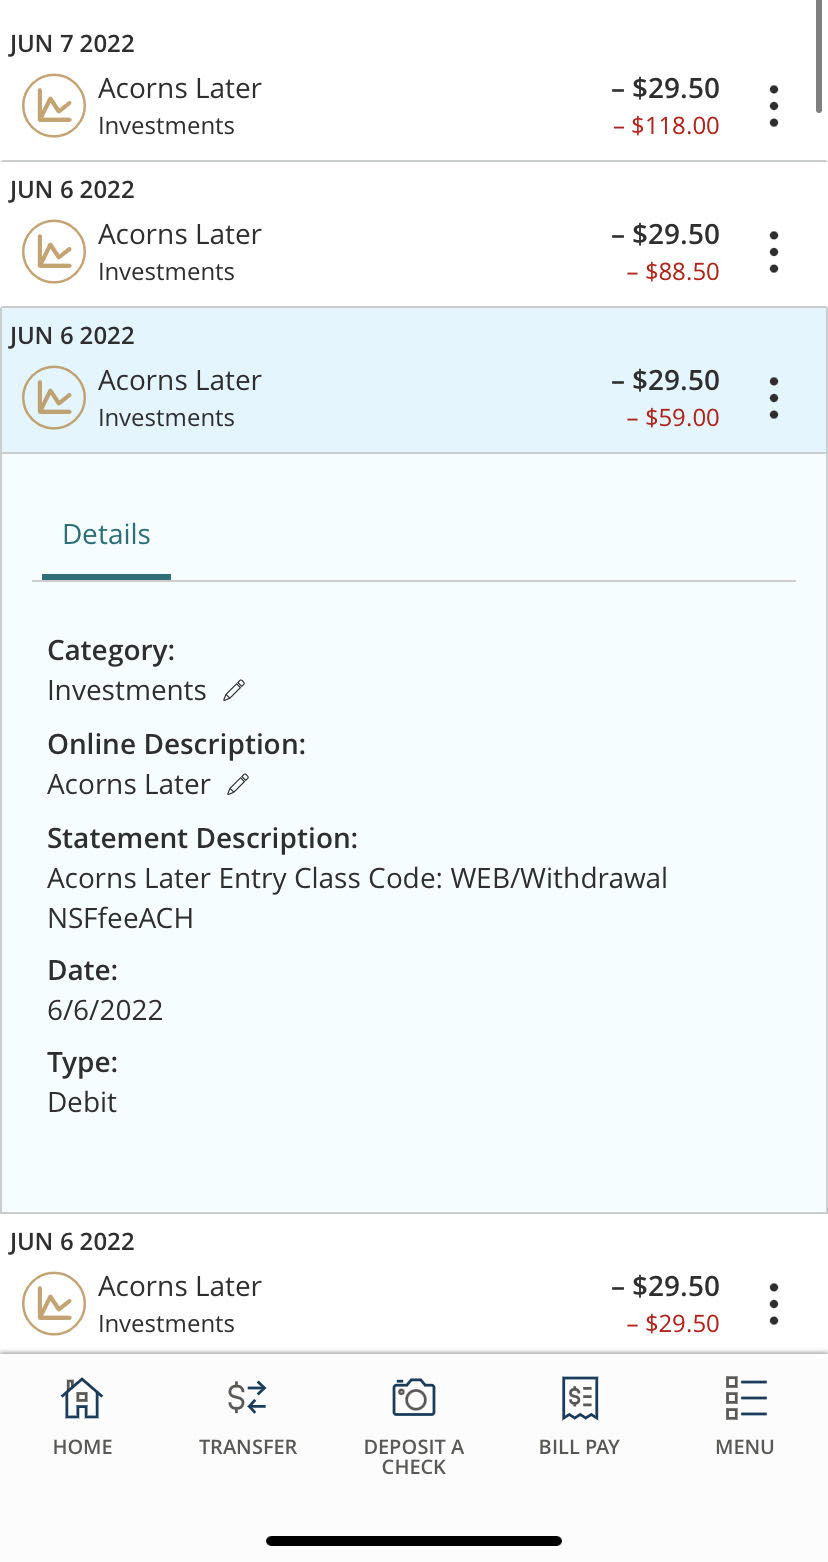 JUN 7 2022
Acorns Later – $29.50
Investments – $118.00
JUN 6 2022
Acorns Later – $29.50
Investments – $88.50
JUN 6 2022
Acorns Later – $29.50
Investments – $59.00
Details
Category:
Investments
Online Description:
Acorns Later
Statement Description:
Acorns Later Entry Class Code: WEB/Withdrawal
NSFfeeACH
Date:
6/6/2022
Type:
Debit
JUN 6 2022
Acorns Later – $29.50
Investments – $29.50
HOME TRANSFER DEPOSIT A BILL PAY MENU
CHECK